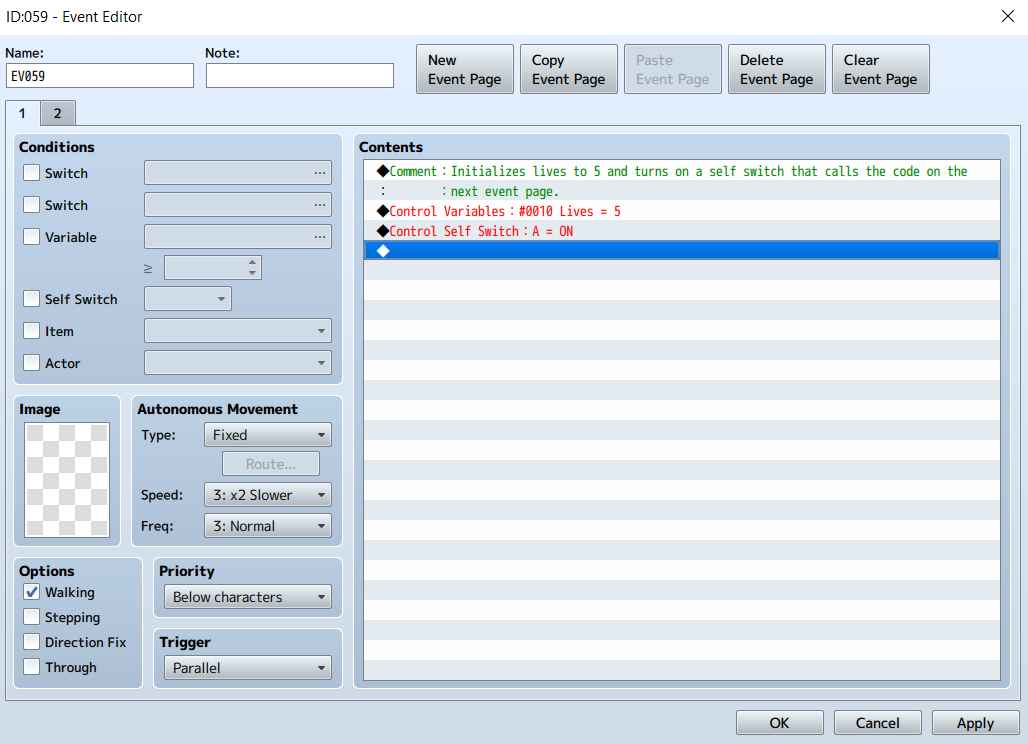 ID:059 - Event Editor
Name:
Note:
EV059
New
Event Page
Copy
Event Page
Paste
Event Page
Delete
Event Page
Clear
Event Page
1
2
Conditions
Switch
...
Switch
...
Variable
...
≥
Self Switch
Item
Actor
Image
Autonomous Movement
Type:
Fixed
Route...
Speed:
3: x2 Slower
Freq:
3: Normal
Options
Walking
Stepping
Direction Fix
Through
Priority
Below characters
Trigger
Parallel
Contents
◆Comment：Initializes lives to 5 and turns on a self switch that calls the code on the
：　　　：next event page.
◆Control Variables：#0010 Lives = 5
◆Control Self Switch：A = ON
◆
OK
Cancel
Apply